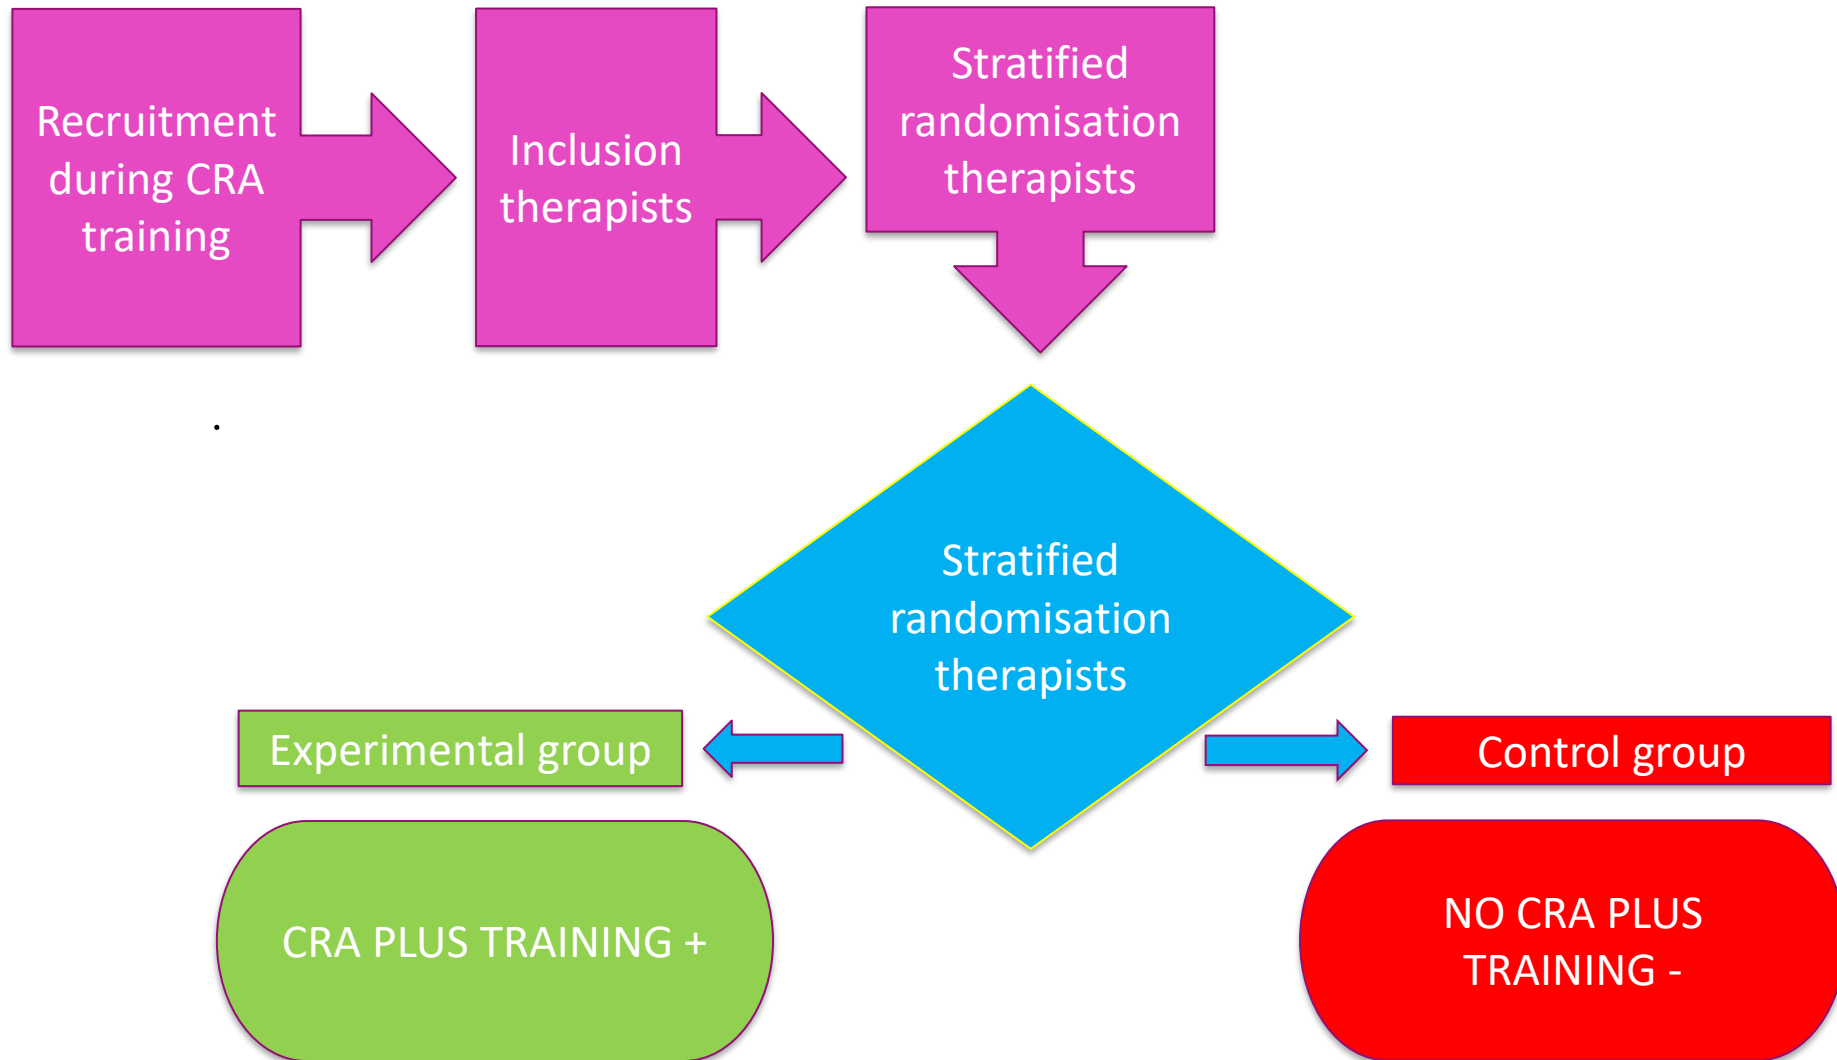 Recruitment
during CRA
training
Inclusion
therapists
Stratified
randomisation
therapists
.
Stratified
randomisation
therapists
Experimental group
Control group
CRA PLUS TRAINING +
NO CRA PLUS
TRAINING -